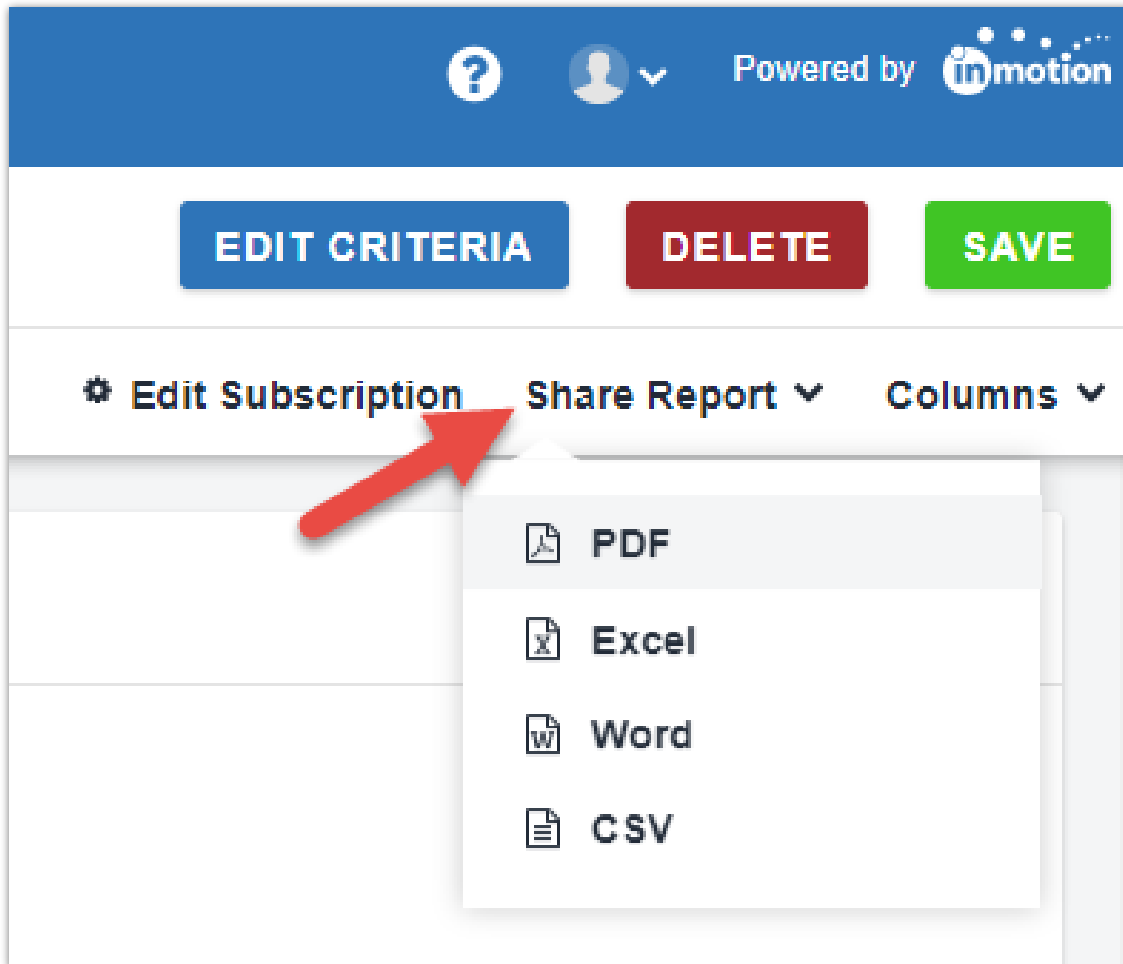 ? Powered by inmotion
EDIT CRITERIA DELETE SAVE
Edit Subscription Share Report Columns
PDF
Excel
Word
CSV